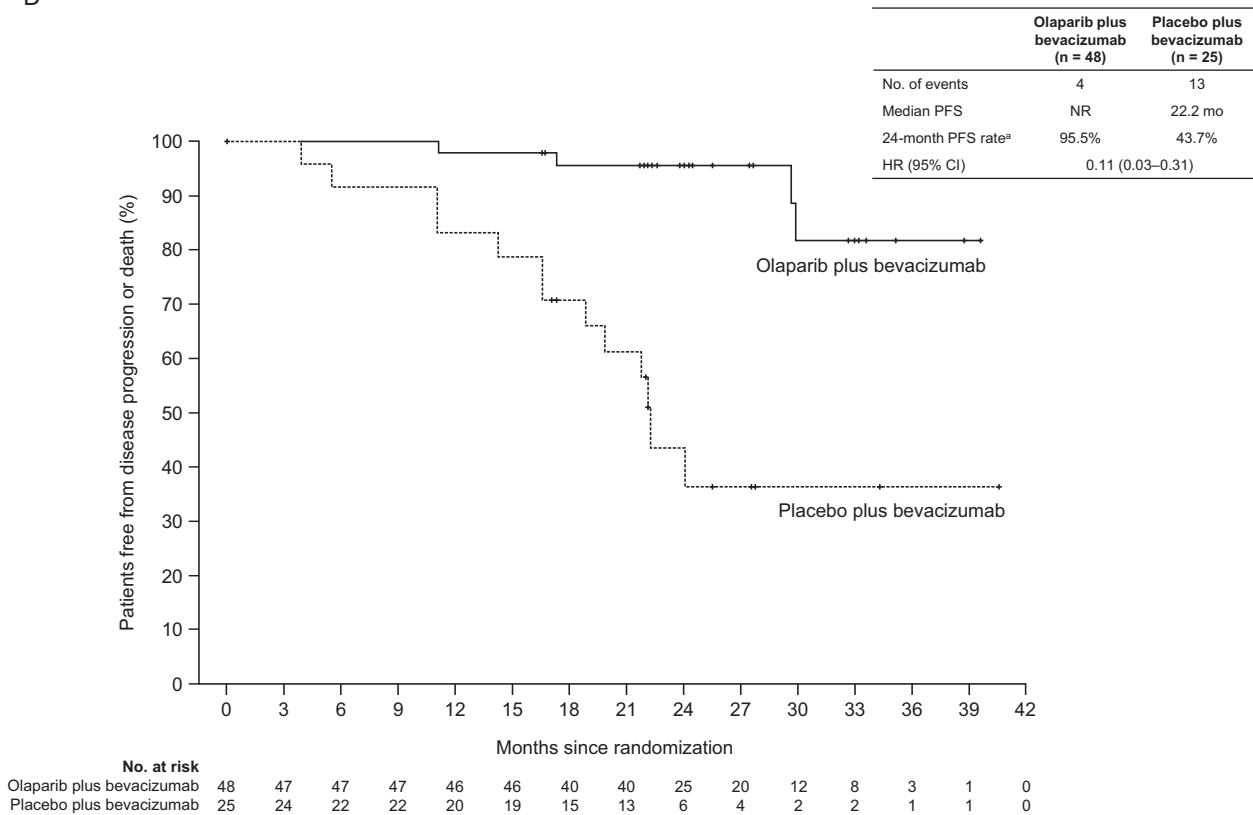 Olaparib plus bevacizumab (n = 48) Placebo plus bevacizumab (n = 25)
No. of events 4 13
Median PFS NR 22.2 mo
24-month PFS rateᵃ 95.5% 43.7%
HR (95% CI) 0.11 (0.03–0.31)
Patients free from disease progression or death (%)
100
90
80
70
60
50
40
30
20
10
0
Olaparib plus bevacizumab
Placebo plus bevacizumab
0 3 6 9 12 15 18 21 24 27 30 33 36 39 42
Months since randomization
No. at risk
Olaparib plus bevacizumab 48 47 47 47 46 46 40 40 25 20 12 8 3 1 0
Placebo plus bevacizumab 25 24 22 22 20 19 15 13 6 4 2 2 1 1 0